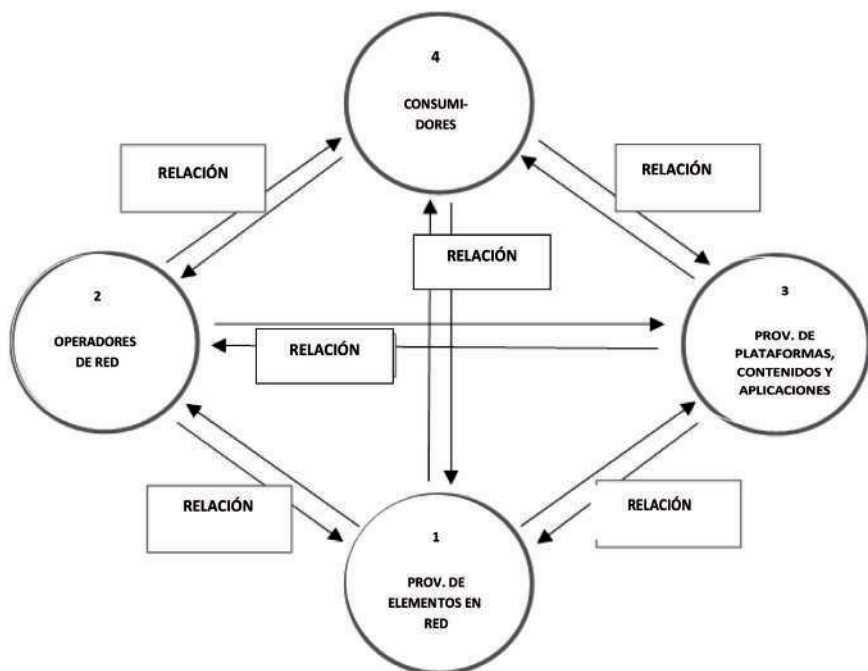 4
CONSUMI-
DORES
RELACIÓN
RELACIÓN
RELACIÓN
2
OPERADORES
DE RED
RELACIÓN
3
PROV. DE
PLATAFORMAS,
CONTENIDOS Y
APLICACIONES
RELACIÓN
RELACIÓN
1
PROV. DE
ELEMENTOS EN
RED